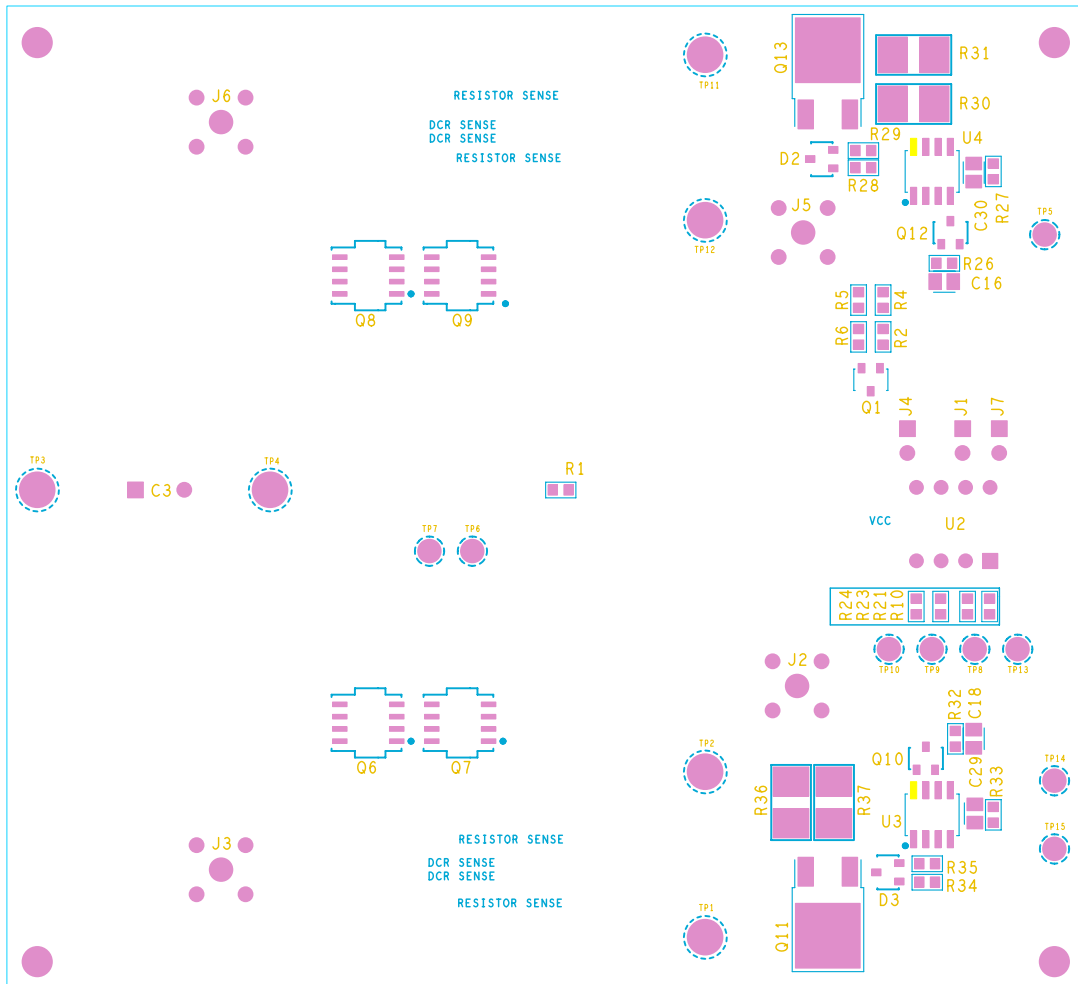 Q13
R31
TP11
J6
RESISTOR SENSE
R30
DCR SENSE
R29
U4
DCR SENSE
RESISTOR SENSE
D2
R28
R27
J5
C30
TP5
Q12
TP12
R26
C16
R5
R4
Q8
Q9
R6
R2
Q1
J4
J1
J7
TP3
TP4
R1
C3
VCC
U2
TP7
TP6
R24
R23
R21
R10
J2
TP10
TP9
TP8
TP13
R32
C18
TP2
Q10
TP14
Q6
Q7
C29
R33
R36
R37
U3
TP15
J3
RESISTOR SENSE
DCR SENSE
R35
DCR SENSE
R34
RESISTOR SENSE
D3
TP1
Q11